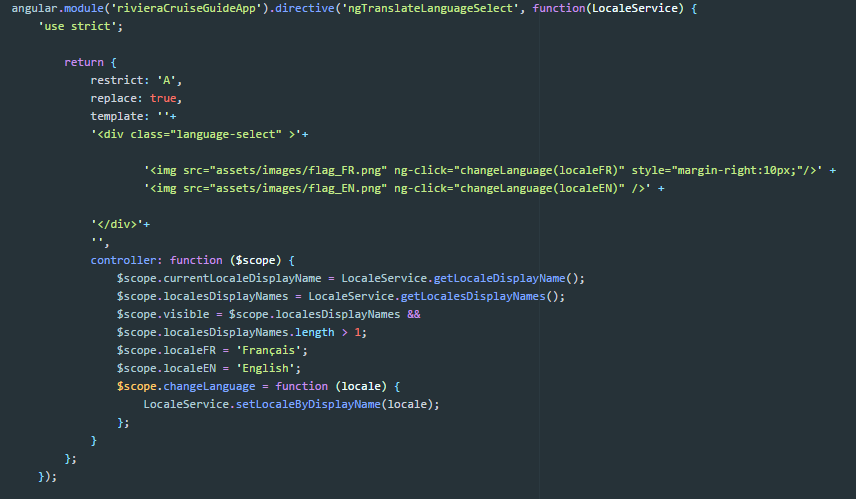 angular.module('rivieraCruiseGuideApp').directive('ngTranslateLanguageSelect', function(LocaleService) {
'use strict';
return {
restrict: 'A',
replace: true,
template: ''+
'<div class="language-select" >'+
'<img src="assets/images/flag_FR.png" ng-click="changeLanguage(localeFR)" style="margin-right:10px;"/>' +
'<img src="assets/images/flag_EN.png" ng-click="changeLanguage(localeEN)" />' +
'</div>'+
'',
controller: function ($scope) {
$scope.currentLocaleDisplayName = LocaleService.getLocaleDisplayName();
$scope.localesDisplayNames = LocaleService.getLocalesDisplayNames();
$scope.visible = $scope.localesDisplayNames &&
$scope.localesDisplayNames.length > 1;
$scope.localeFR = 'Français';
$scope.localeEN = 'English';
$scope.changeLanguage = function (locale) {
LocaleService.setLocaleByDisplayName(locale);
};
}
};
});